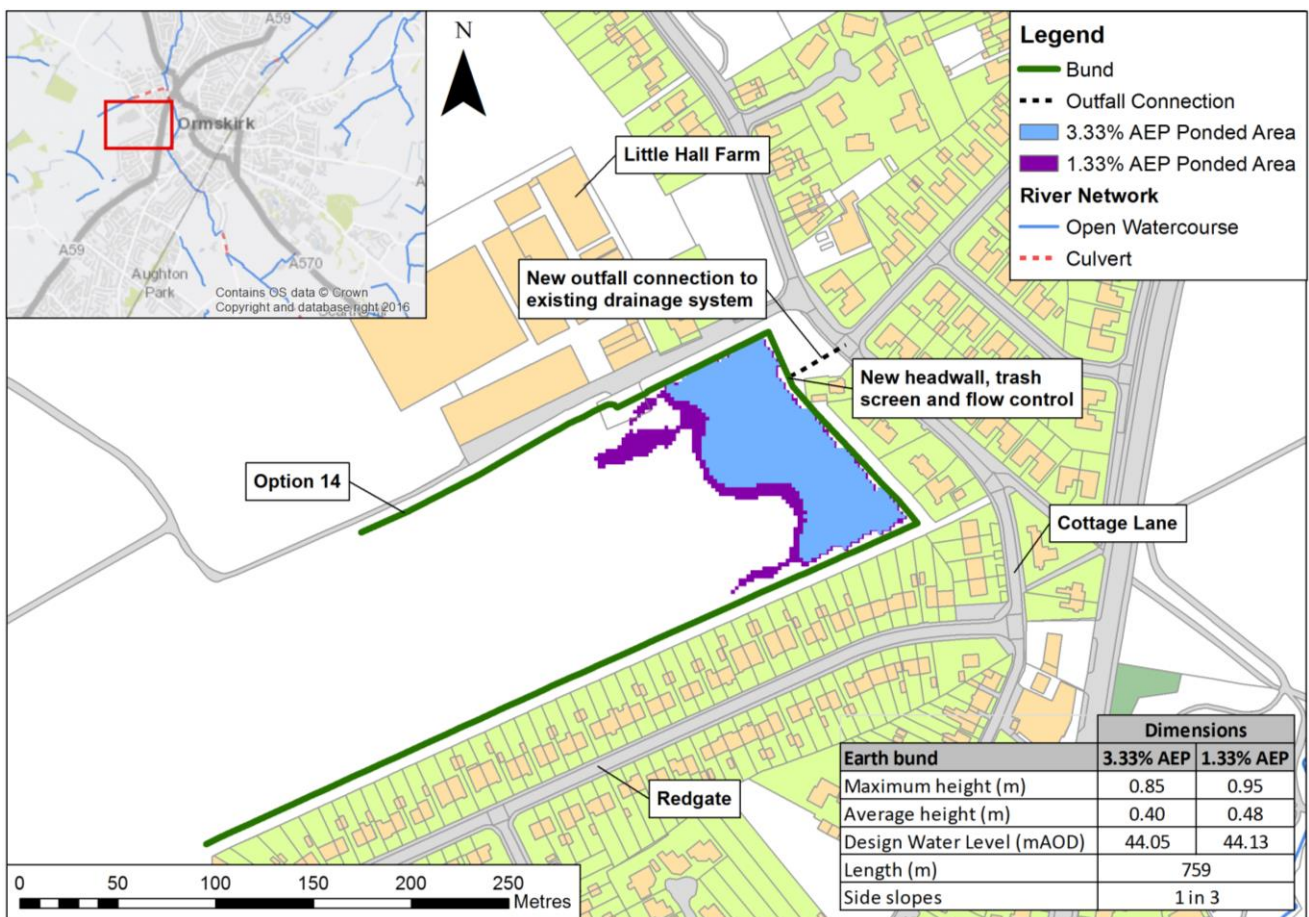 A59
Ormskirk
A59
Aughton
Park
A570
Contains OS data © Crown
Copyright and database right 2016
N
Legend
Bund
Outfall Connection
3.33% AEP Ponded Area
1.33% AEP Ponded Area
River Network
Open Watercourse
Culvert
Little Hall Farm
New outfall connection to
existing drainage system
New headwall, trash
screen and flow control
Option 14
Cottage Lane
Redgate
Dimensions
Earth bund 3.33% AEP 1.33% AEP
Maximum height (m) 0.85 0.95
Average height (m) 0.40 0.48
Design Water Level (mAOD) 44.05 44.13
Length (m) 759
Side slopes 1 in 3
0 50 100 150 200 250
Metres